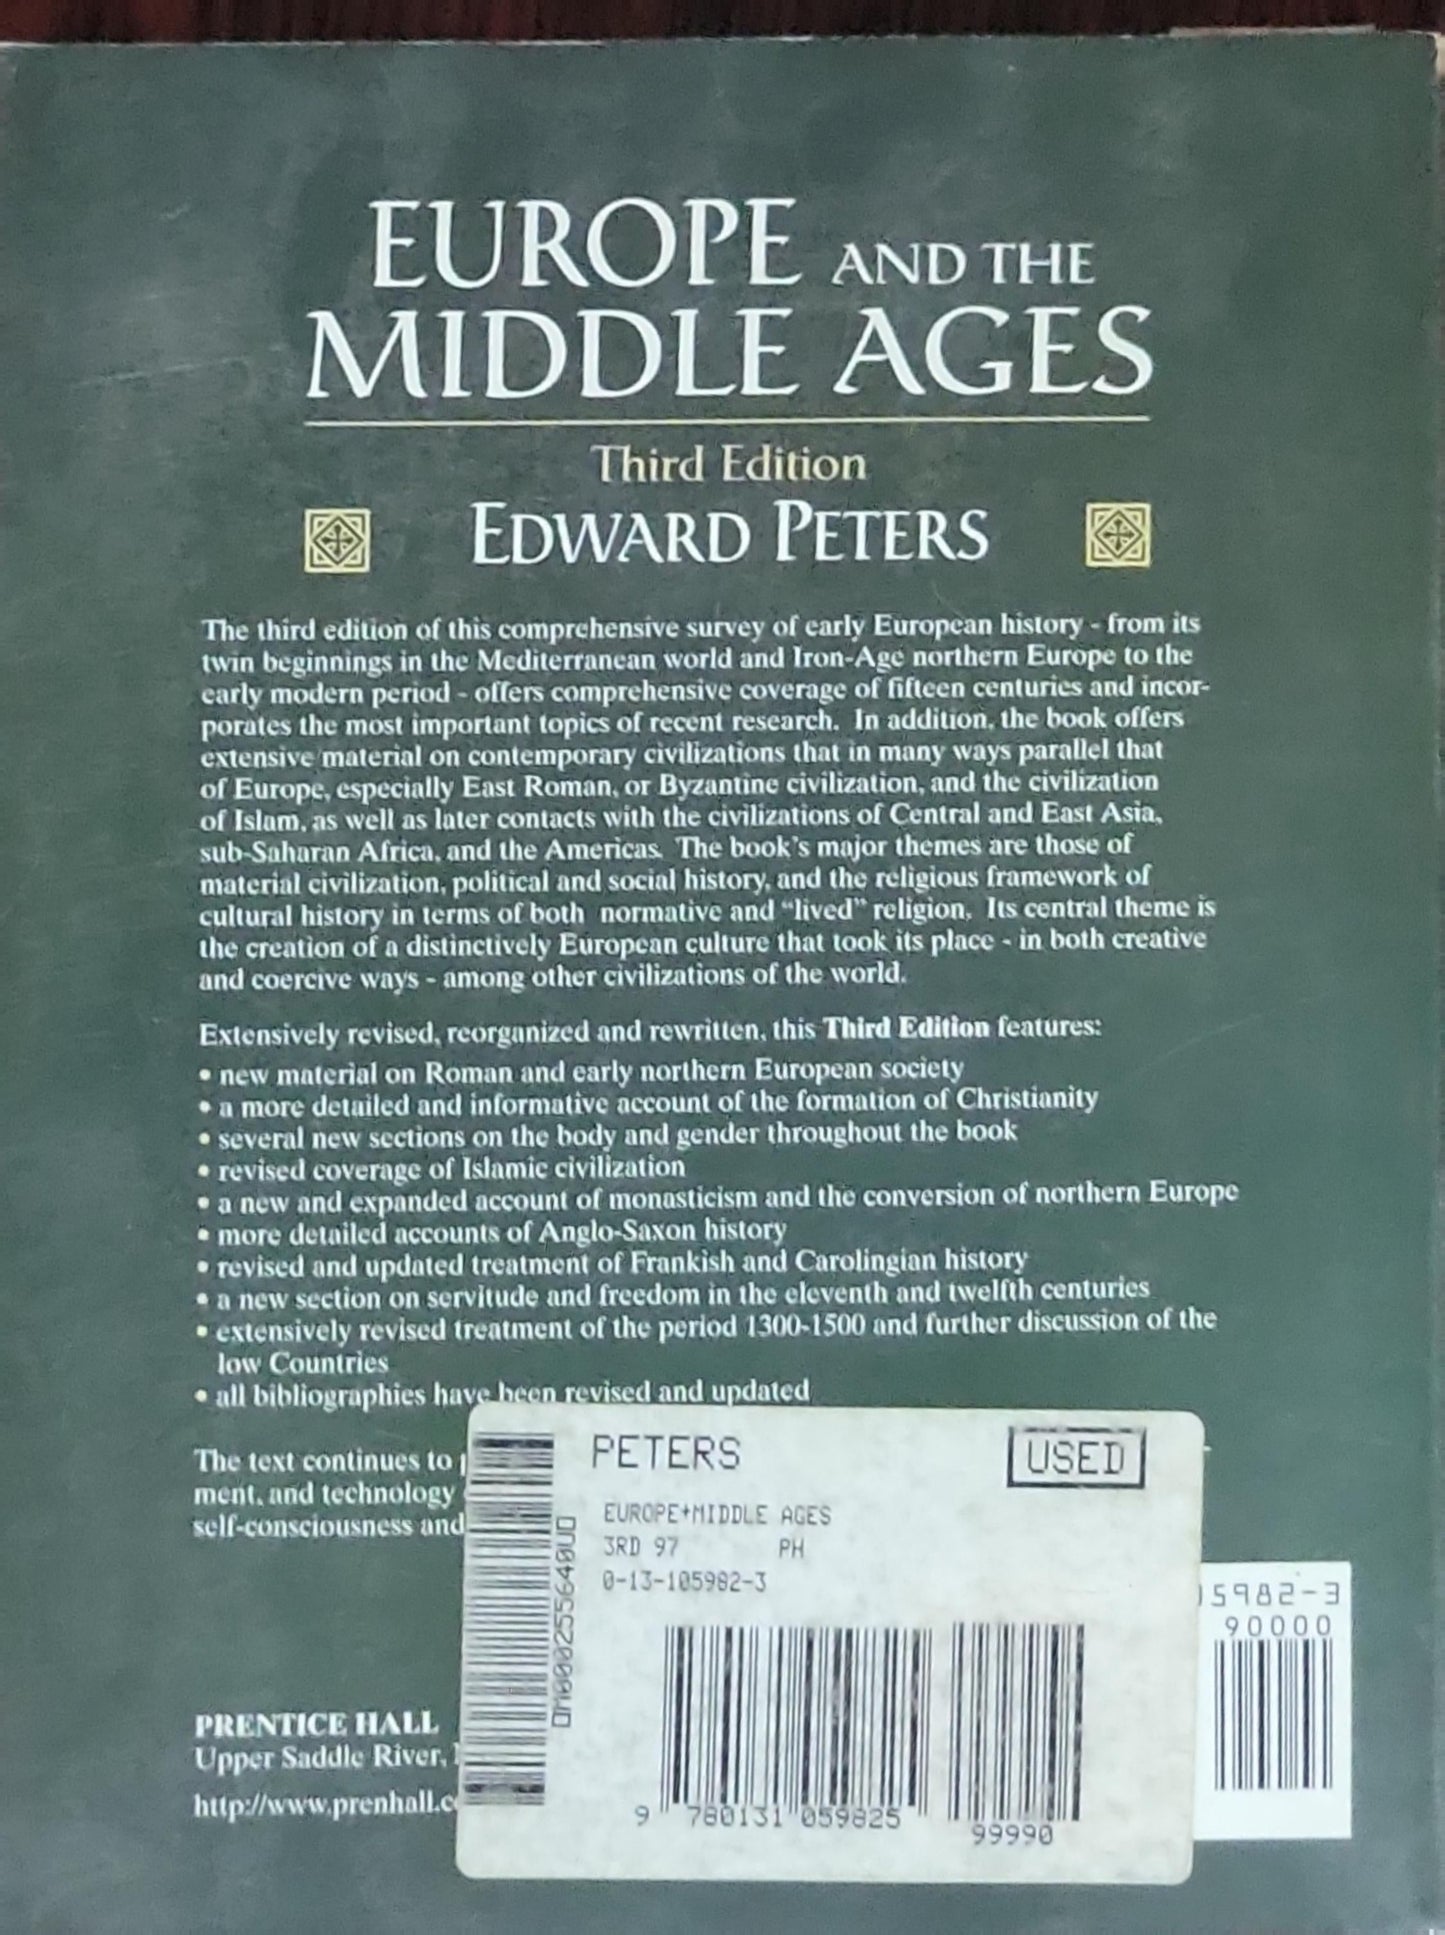 EUROPE AND THE
MIDDLE AGES
Third Edition
EDWARD PETERS
The third edition of this comprehensive survey of early European history - from its
twin beginnings in the Mediterranean world and Iron-Age northern Europe to the
early modern period - offers comprehensive coverage of fifteen centuries and incor-
porates the most important topics of recent research. In addition, the book offers
extensive material on contemporary civilizations that in many ways parallel that
of Europe, especially East Roman, or Byzantine civilization, and the civilization
of Islam, as well as later contacts with the civilizations of Central and East Asia,
sub-Saharan Africa, and the Americas. The book's major themes are those of
material civilization, political and social history, and the religious framework of
cultural history in terms of both normative and “lived” religion. Its central theme is
the creation of a distinctively European culture that took its place - in both creative
and coercive ways - among other civilizations of the world.
Extensively revised, reorganized and rewritten, this Third Edition features:
• new material on Roman and early northern European society
• a more detailed and informative account of the formation of Christianity
• several new sections on the body and gender throughout the book
• revised coverage of Islamic civilization
• a new and expanded account of monasticism and the conversion of northern Europe
• more detailed accounts of Anglo-Saxon history
• revised and updated treatment of Frankish and Carolingian history
• a new section on servitude and freedom in the eleventh and twelfth centuries
• extensively revised treatment of the period 1300-1500 and further discussion of the
low Countries
• all bibliographies have been revised and updated
The text continues to
ment, and technology
self-consciousness and
PETERS
USED
EUROPE+MIDDLE AGES
3RD 97 PH
0-13-105982-3
0M000255640U0
9 780131 059825
99990
5982-3
90000
PRENTICE HALL
Upper Saddle River,
http://www.prenhall.c